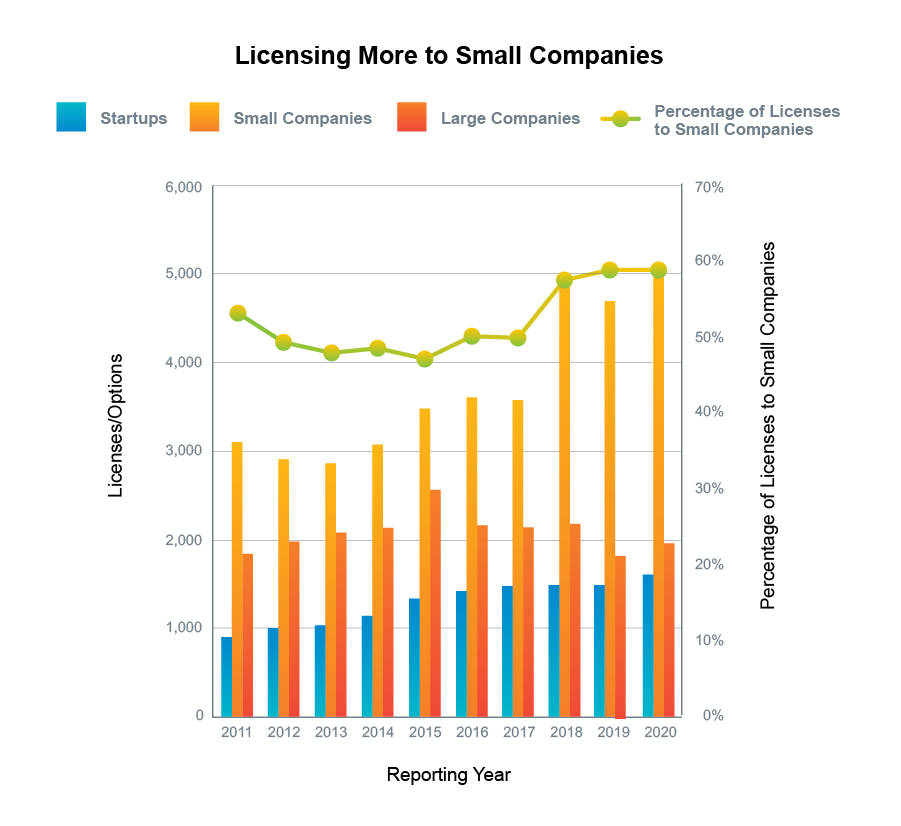 Licensing More to Small Companies
Startups
Small Companies
Large Companies
Percentage of Licenses
to Small Companies
6,000
5,000
4,000
3,000
2,000
1,000
0
70%
60%
50%
40%
30%
20%
10%
0%
Licenses/Options
Percentage of Licenses to Small Companies
2011 2012 2013 2014 2015 2016 2017 2018 2019 2020
Reporting Year